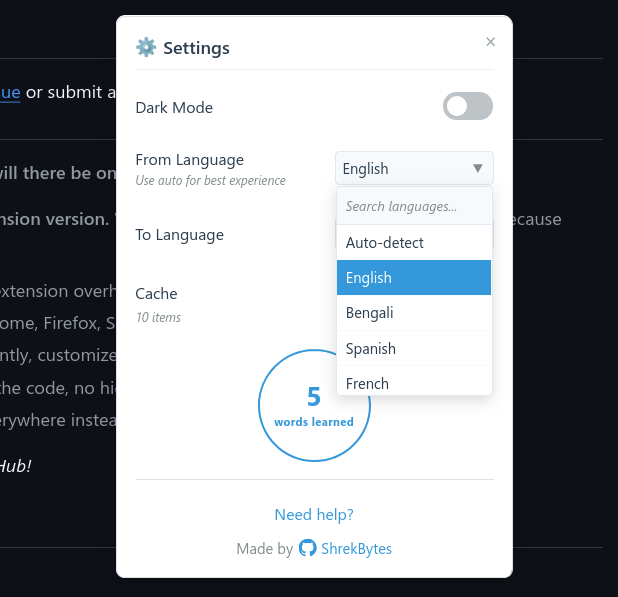 Settings
×
Dark Mode
From Language
Use auto for best experience
English
Search languages...
Auto-detect
English
Bengali
Spanish
French
To Language
Cache
10 items
5
words learned
Need help?
Made by ShrekBytes
ue or submit a
will there be on
nsion version.
ecause
extension overh
ome, Firefox, S
ntly, customize
the code, no hi
erywhere instea
Hub!